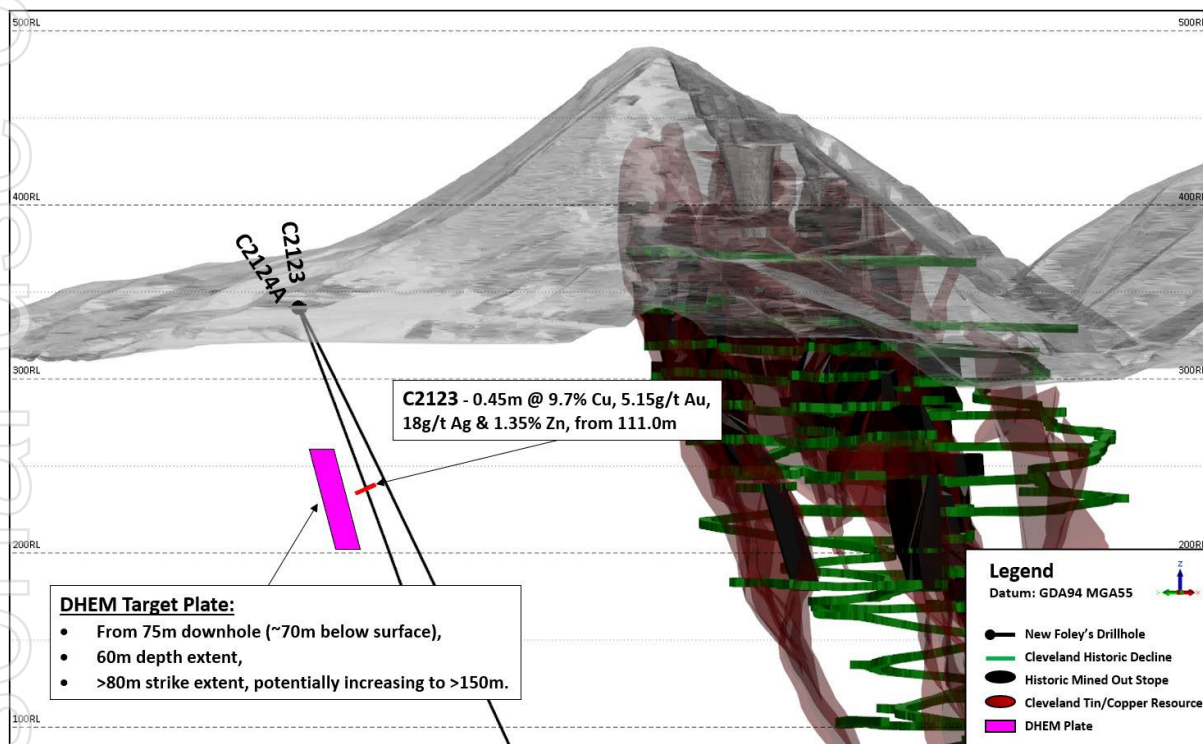 500RL
500RL
400RL
400RL
C2123
C2124A
300RL
300RL
C2123 - 0.45m @ 9.7% Cu, 5.15g/t Au,
18g/t Ag & 1.35% Zn, from 111.0m
200RL
200RL
DHEM Target Plate:
• From 75m downhole (~70m below surface),
• 60m depth extent,
• >80m strike extent, potentially increasing to >150m.
100RL
Legend
Datum: GDA94 MGA55
Z
New Foley's Drillhole
Cleveland Historic Decline
Historic Mined Out Stope
Cleveland Tin/Copper Resource
DHEM Plate